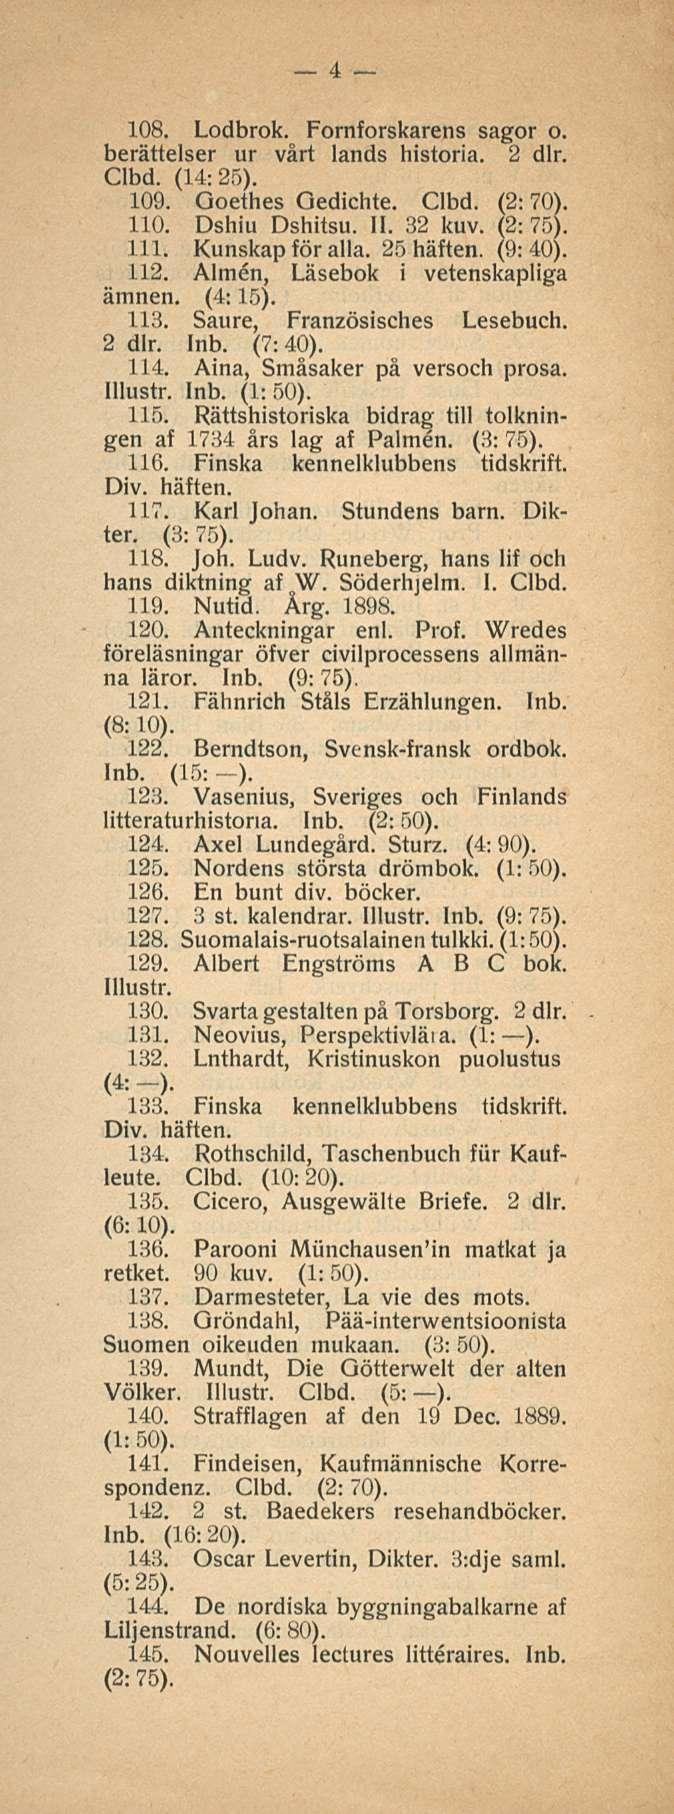 — 4 —
108. Lodbrok. Fornforskarens sagor o.
berättelser ur vårt lands historia. 2 dlr.
Clbd. (14: 25).
109. Goethes Gedichte. Clbd. (2: 70).
110. Dshiu Dshitsu. II. 32 kuv. (2: 75).
111. Kunskap för alla. 25 häften. (9: 40).
112. Almén, Läsebok i vetenskapliga
ämnen. (4: 15).
113. Saure, Französisches Lesebuch.
2 dlr. Inb. (7: 40).
114. Aina, Småsaker på versoch prosa.
Illustr. Inb. (1: 50).
115. Rättshistoriska bidrag till tolknin-
gen af 1734 års lag af Palmén. (3: 75).
116. Finska kennelklubbens tidskrift.
Div. häften.
117. Karl Johan. Stundens barn. Dik-
ter. (3: 75).
118. Joh. Ludv. Runeberg, hans lif och
hans diktning af W. Söderhjelm. I. Clbd.
119. Nutid. Årg. 1898.
120. Anteckningar enl. Prof. Wredes
föreläsningar öfver civilprocessens allmän-
na läror. Inb. (9: 75).
121. Fähnrich Ståls Erzählungen. Inb.
(8: 10).
122. Berndtson, Svensk-fransk ordbok.
Inb. (15: —).
123. Vasenius, Sveriges och Finlands
litteraturhistoria. Inb. (2: 50).
124. Axel Lundegård. Sturz. (4: 90).
125. Nordens största drömbok. (1: 50).
126. En bunt div. böcker.
127. 3 st. kalendrar. Illustr. Inb. (9: 75).
128. Suomalais-ruotsalainen tulkki. (1:50).
129. Albert Engströms A B C bok.
Illustr.
130. Svarta gestalten på Torsborg. 2 dlr.
131. Neovius, Perspektivlära. (1: —).
132. Lnthardt, Kristinuskon puolustus
(4: —).
133. Finska kennelklubbens tidskrift.
Div. häften.
134. Rothschild, Taschenbuch für Kauf-
leute. Clbd. (10: 20).
135. Cicero, Ausgewälte Briefe. 2 dlr.
(6: 10).
136. Parooni Münchausen'in matkat ja
retket. 90 kuv. (1: 50).
137. Darmesteter, La vie des mots.
138. Gröndahl, Pää-interwentsioonista
Suomen oikeuden mukaan. (3: 50).
139. Mundt, Die Götterwelt der alten
Völker. Illustr. Clbd. (5: —).
140. Strafflagen af den 19 Dec. 1889.
(1: 50).
141. Findeisen, Kaufmännische Korre-
spondenz. Clbd. (2: 70).
142. 2 st. Baedekers resehandböcker.
Inb. (16: 20).
143. Oscar Levertin, Dikter. 3:dje saml.
(5: 25).
144. De nordiska byggningabalkarne af
Liljenstrand. (6: 80).
145. Nouvelles lectures littéraires. Inb.
(2: 75).